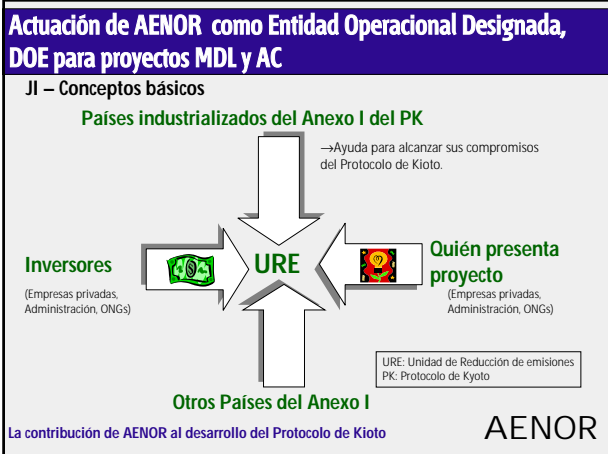 Actuación de AENOR como Entidad Operacional Designada,
DOE para proyectos MDL y AC
JI – Conceptos básicos
Países industrializados del Anexo I del PK
→Ayuda para alcanzar sus compromisos
del Protocolo de Kioto.
Inversores
(Empresas privadas,
Administración, ONGs)
URE
Quién presenta
proyecto
(Empresas privadas,
Administración, ONGs)
URE: Unidad de Reducción de emisiones
PK: Protocolo de Kyoto
Otros Países del Anexo I
La contribución de AENOR al desarrollo del Protocolo de Kioto
AENOR